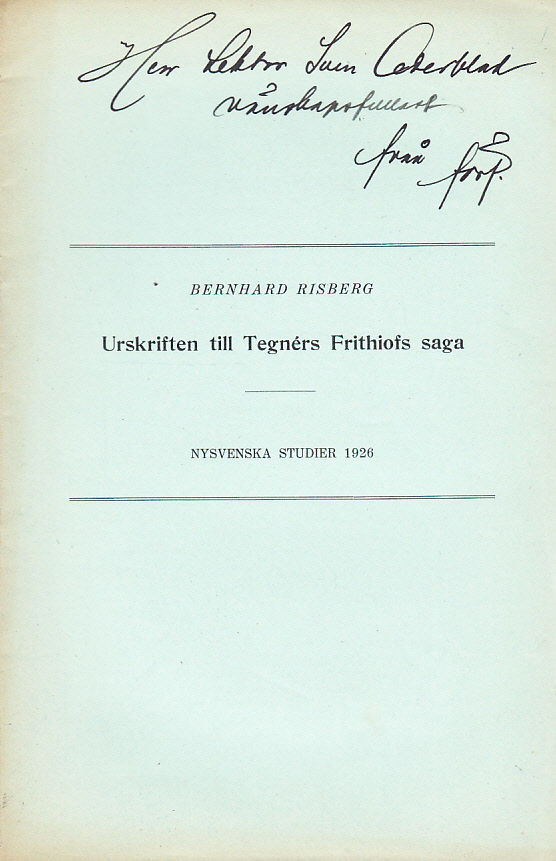 Herr Lektor Sven Cederblad
vänskapsfullast
från förf.
BERNHARD RISBERG
Urskriften till Tegnérs Frithiofs saga
NYSVENSKA STUDIER 1926